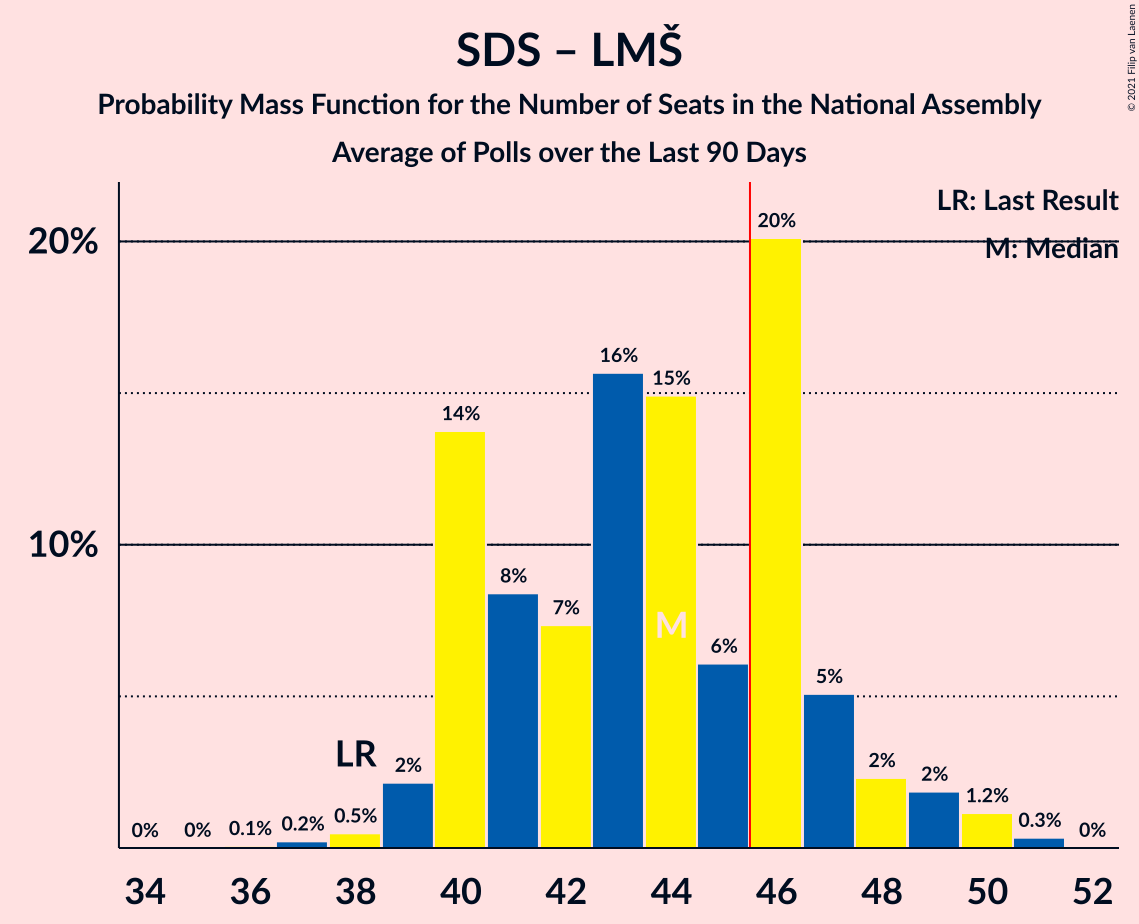 SDS – LMŠ
Probability Mass Function for the Number of Seats in the National Assembly
Average of Polls over the Last 90 Days
© 2021 Filip van Laenen
LR: Last Result
M: Median
20%
10%
0%
0%
0.1%
0.2%
0.5%
2%
14%
8%
7%
16%
15%
6%
20%
5%
2%
2%
1.2%
0.3%
0%
LR
M
34 36 38 40 42 44 46 48 50 52